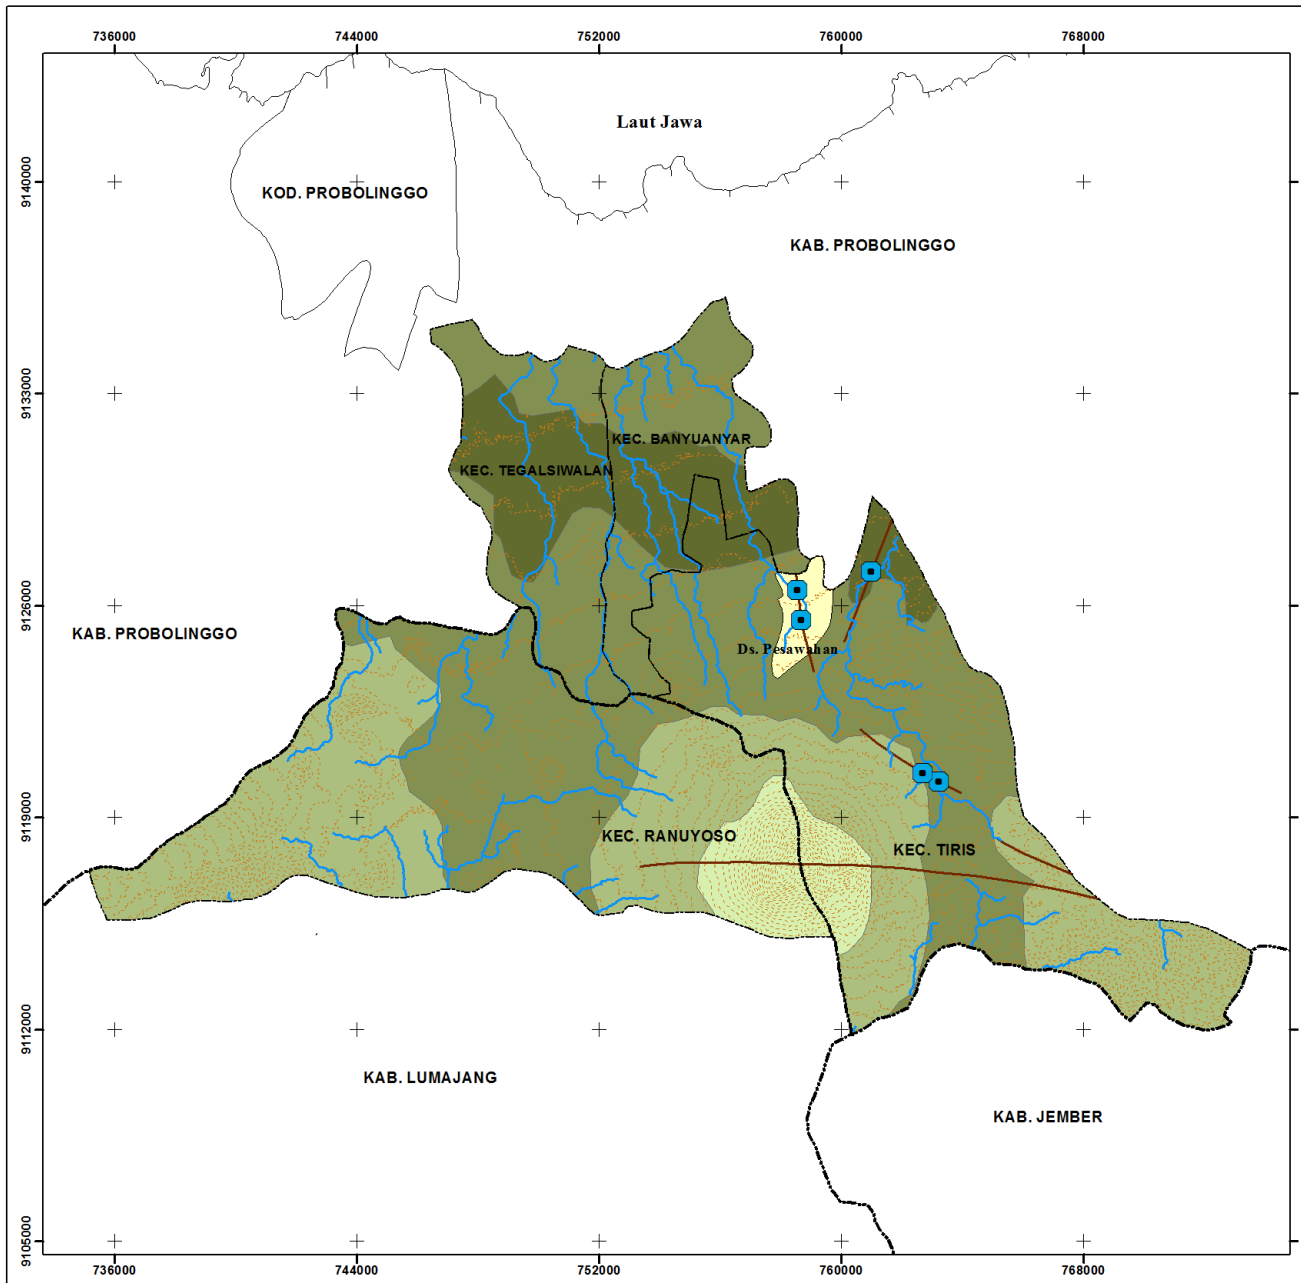 736000 744000 752000 760000 768000
Laut Jawa
9140000
KOD. PROBOLINGGO
KAB. PROBOLINGGO
9133000
KEC. BANYUANYAR
KEC. TEGALSIWALAN
9126000
KAB. PROBOLINGGO
Ds. Pesawahan
9119000
KEC. RANUYOSO
KEC. TIRIS
9112000
KAB. LUMAJANG
KAB. JEMBER
9105000
736000 744000 752000 760000 768000